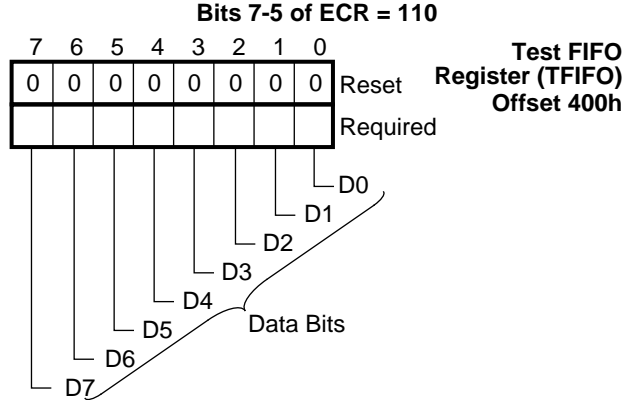 Bits 7-5 of ECR = 110
7 6 5 4 3 2 1 0
Test FIFO
Register (TFIFO)
Offset 400h
0 0 0 0 0 0 0 0 Reset
Required
D0
D1
D2
D3
D4
D5
D6
D7
Data Bits